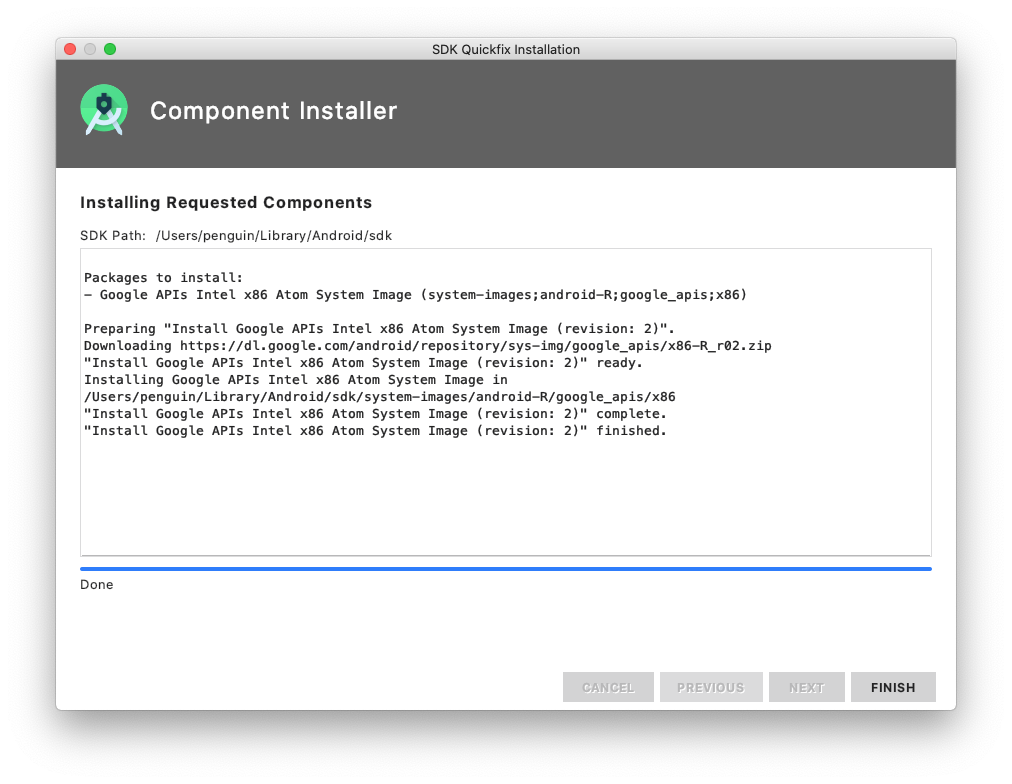 SDK Quickfix Installation
Component Installer
Installing Requested Components
SDK Path: /Users/penguin/Library/Android/sdk
Packages to install:
- Google APIs Intel x86 Atom System Image (system-images;android-R;google_apis;x86)
Preparing "Install Google APIs Intel x86 Atom System Image (revision: 2)".
Downloading https://dl.google.com/android/repository/sys-img/google_apis/x86-R_r02.zip
"Install Google APIs Intel x86 Atom System Image (revision: 2)" ready.
Installing Google APIs Intel x86 Atom System Image in
/Users/penguin/Library/Android/sdk/system-images/android-R/google_apis/x86
"Install Google APIs Intel x86 Atom System Image (revision: 2)" complete.
"Install Google APIs Intel x86 Atom System Image (revision: 2)" finished.
Done
CANCEL PREVIOUS NEXT FINISH